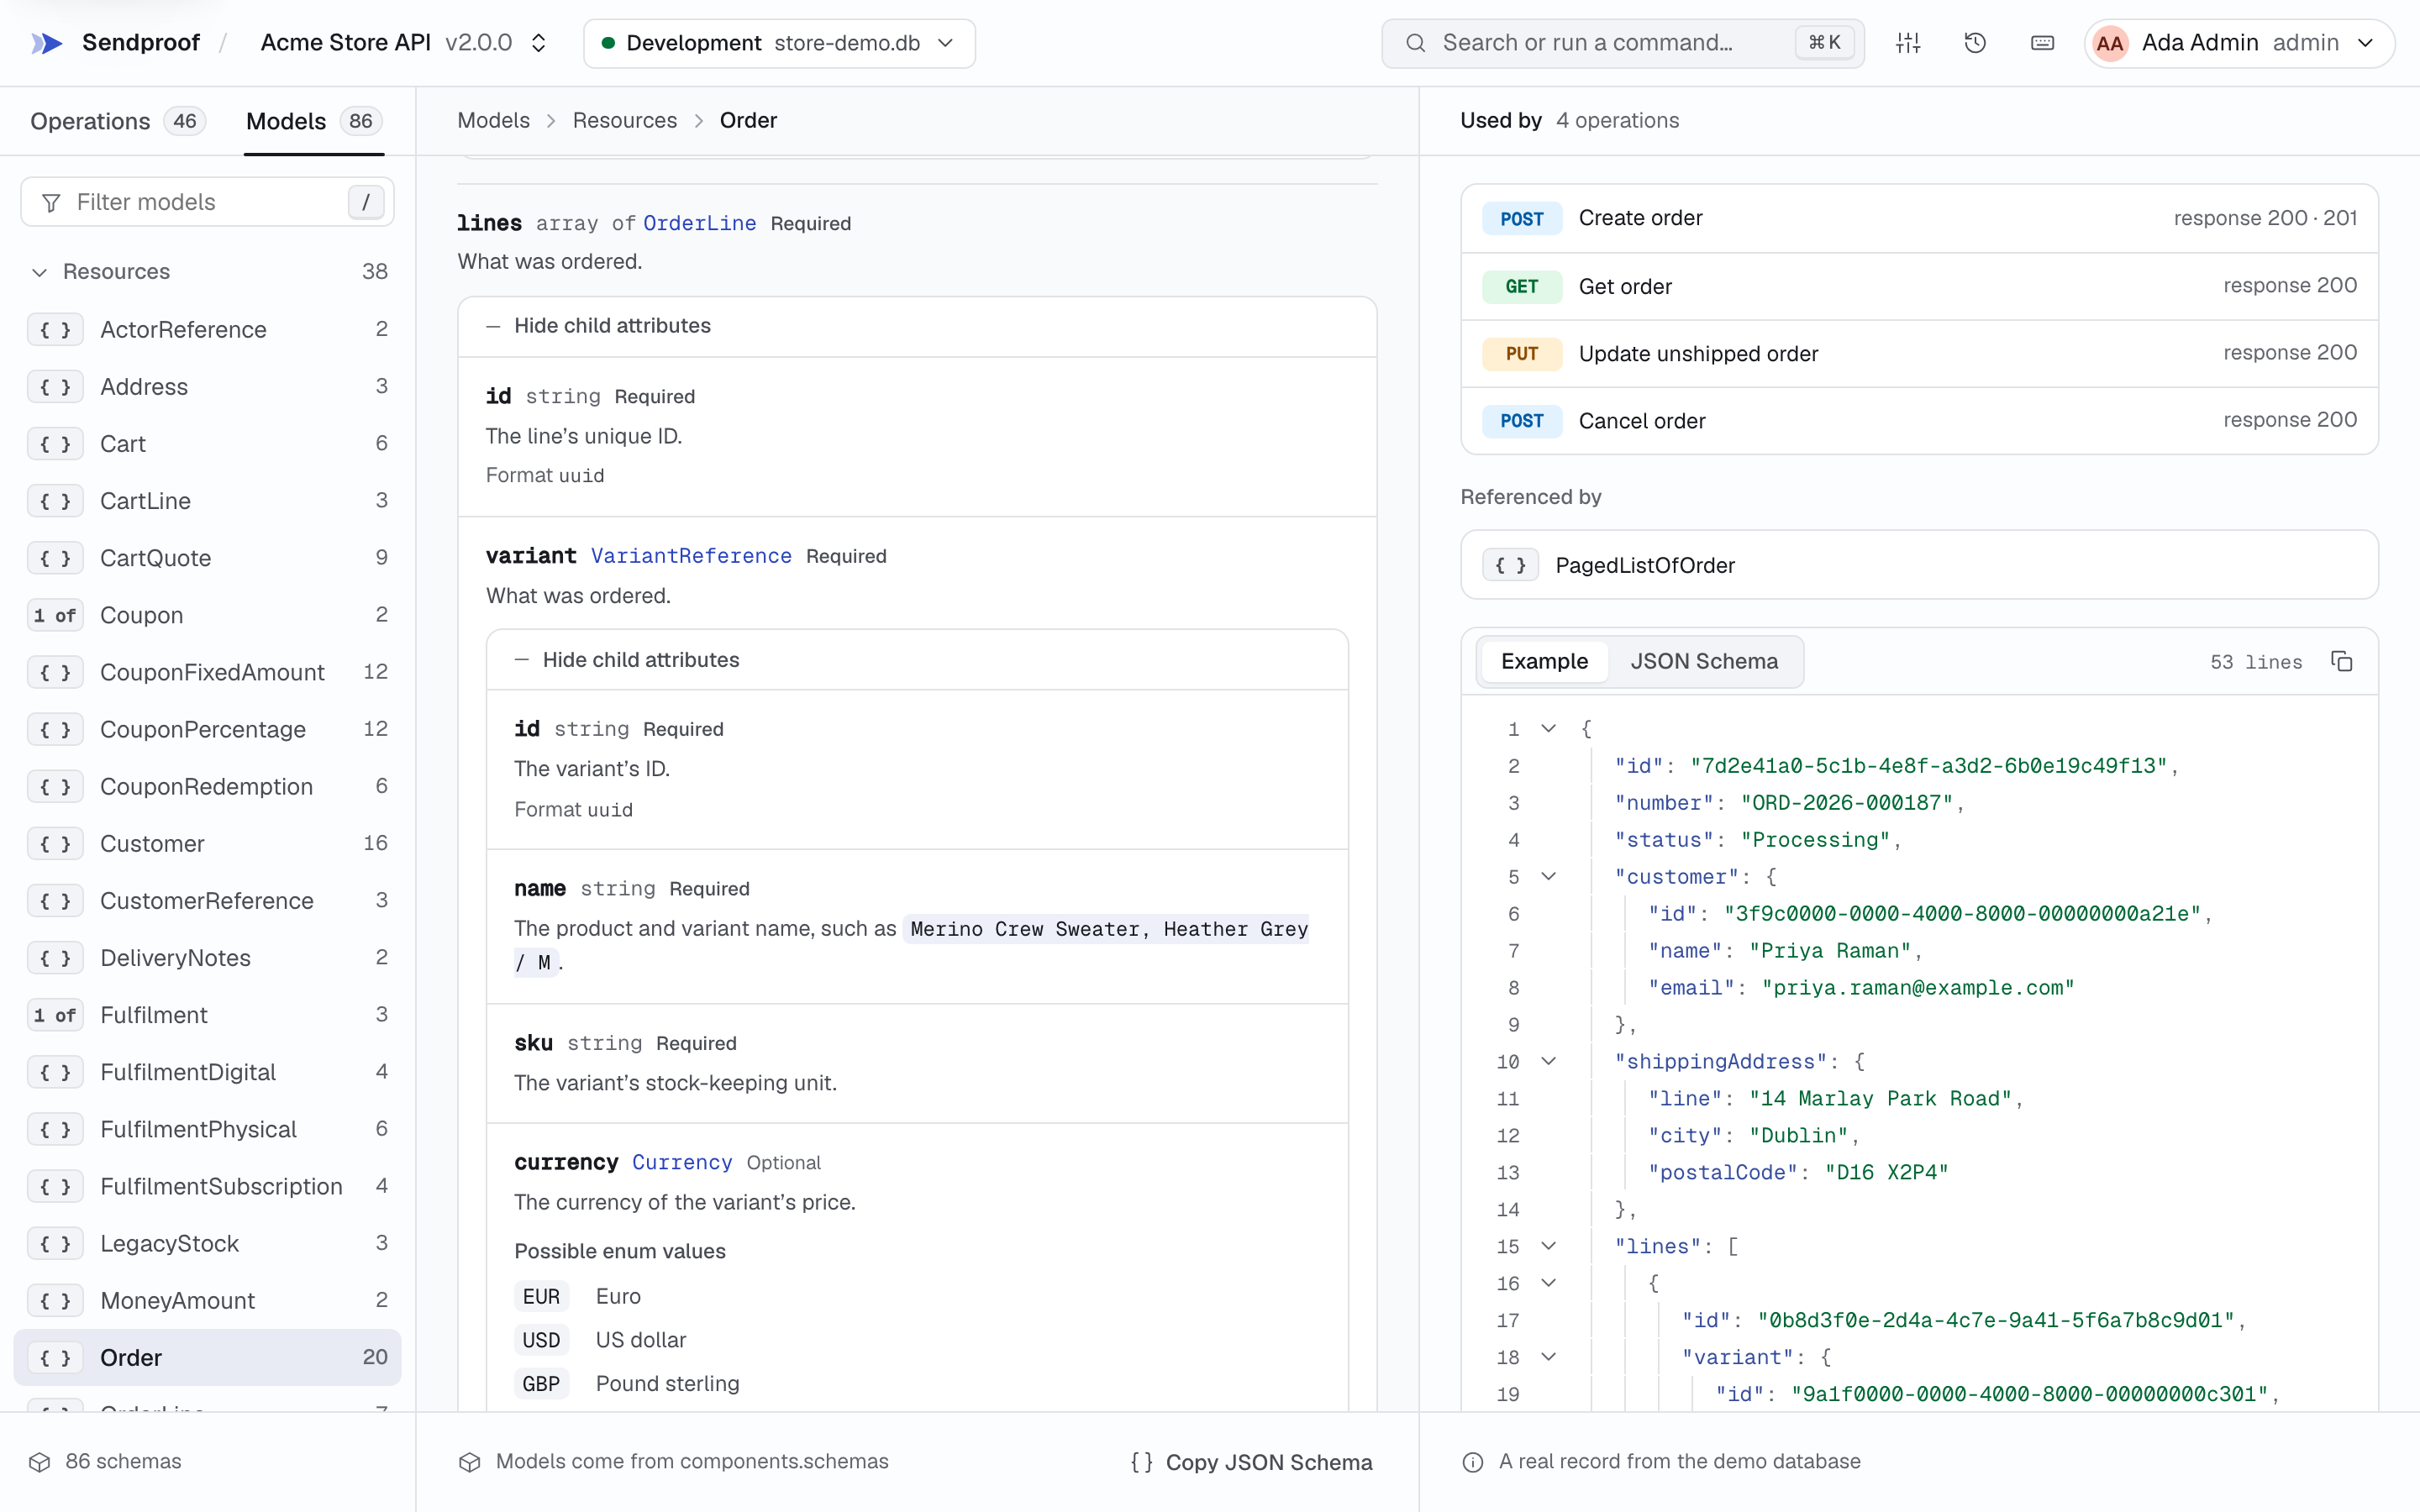 Sendproof / Acme Store API v2.0.0
Development store-demo.db
Search or run a command... ⌘K
AA Ada Admin admin
Operations 46 Models 86
Filter models /
Resources 38
{ } ActorReference 2
{ } Address 3
{ } Cart 6
{ } CartLine 3
{ } CartQuote 9
1 of Coupon 2
{ } CouponFixedAmount 12
{ } CouponPercentage 12
{ } CouponRedemption 6
{ } Customer 16
{ } CustomerReference 3
{ } DeliveryNotes 2
1 of Fulfilment 3
{ } FulfilmentDigital 4
{ } FulfilmentPhysical 6
{ } FulfilmentSubscription 4
{ } LegacyStock 3
{ } MoneyAmount 2
{ } Order 20
86 schemas
Models > Resources > Order
lines array of OrderLine Required
What was ordered.
— Hide child attributes
id string Required
The line’s unique ID.
Format uuid
variant VariantReference Required
What was ordered.
— Hide child attributes
id string Required
The variant’s ID.
Format uuid
name string Required
The product and variant name, such as Merino Crew Sweater, Heather Grey
/ M.
sku string Required
The variant’s stock-keeping unit.
currency Currency Optional
The currency of the variant’s price.
Possible enum values
EUR Euro
USD US dollar
GBP Pound sterling
Models come from components.schemas
{} Copy JSON Schema
Used by 4 operations
POST Create order response 200 · 201
GET Get order response 200
PUT Update unshipped order response 200
POST Cancel order response 200
Referenced by
{ } PagedListOfOrder
Example JSON Schema 53 lines
1 {
2 "id": "7d2e41a0-5c1b-4e8f-a3d2-6b0e19c49f13",
3 "number": "ORD-2026-000187",
4 "status": "Processing",
5 "customer": {
6 "id": "3f9c0000-0000-4000-8000-00000000a21e",
7 "name": "Priya Raman",
8 "email": "priya.raman@example.com"
9 },
10 "shippingAddress": {
11 "line": "14 Marlay Park Road",
12 "city": "Dublin",
13 "postalCode": "D16 X2P4"
14 },
15 "lines": [
16 {
17 "id": "0b8d3f0e-2d4a-4c7e-9a41-5f6a7b8c9d01",
18 "variant": {
19 "id": "9a1f0000-0000-4000-8000-00000000c301",
A real record from the demo database